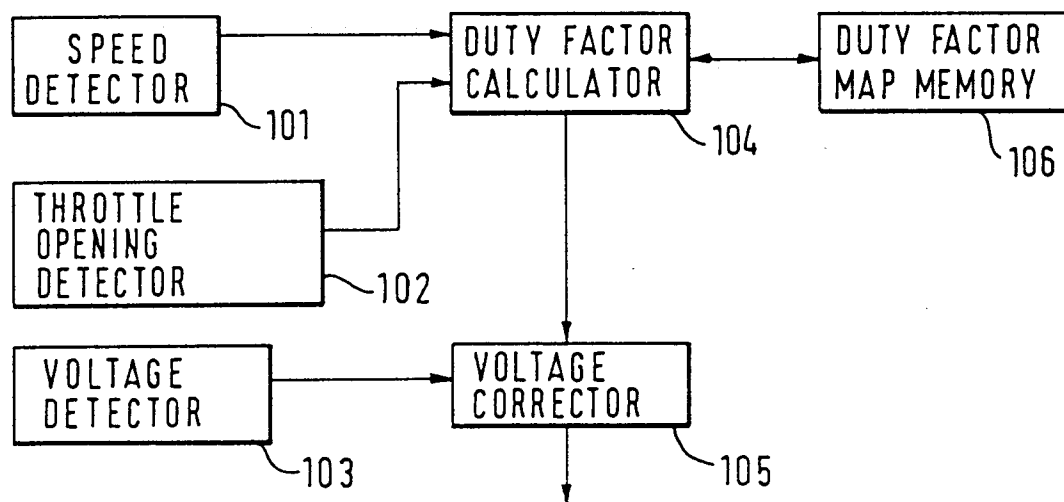 SPEED
DETECTOR
101
DUTY FACTOR
CALCULATOR
104
DUTY FACTOR
MAP MEMORY
106
THROTTLE
OPENING
DETECTOR
102
VOLTAGE
DETECTOR
103
VOLTAGE
CORRECTOR
105